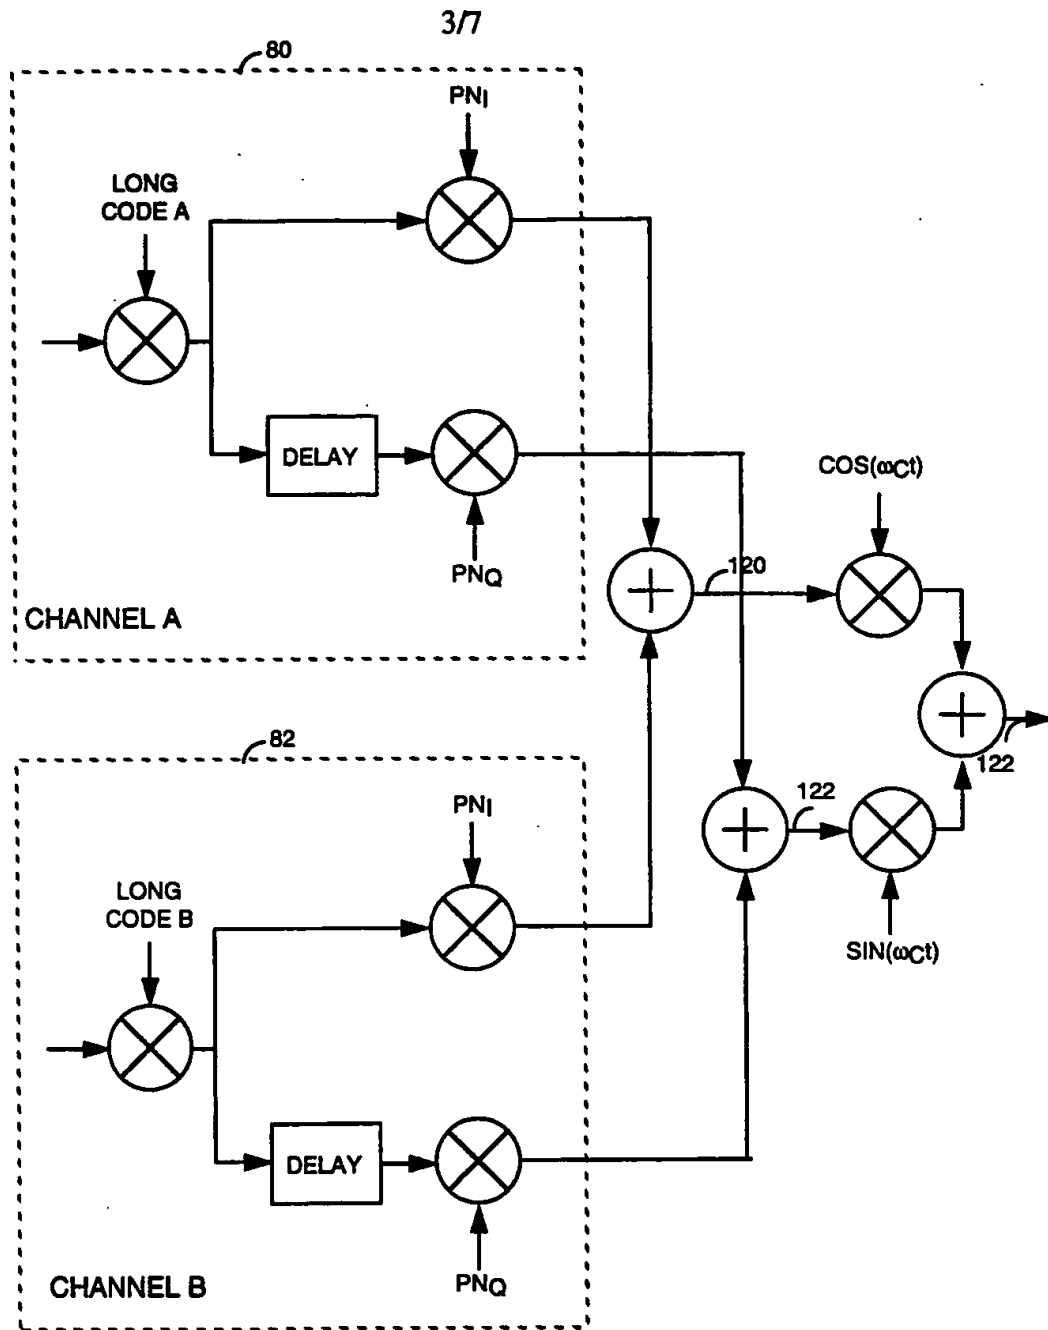 3/7
80
PNI
LONG
CODE A
DELAY
PNQ
CHANNEL A
COS(ωCt)
120
122
122
SIN(ωCt)
82
PNI
LONG
CODE B
DELAY
PNQ
CHANNEL B